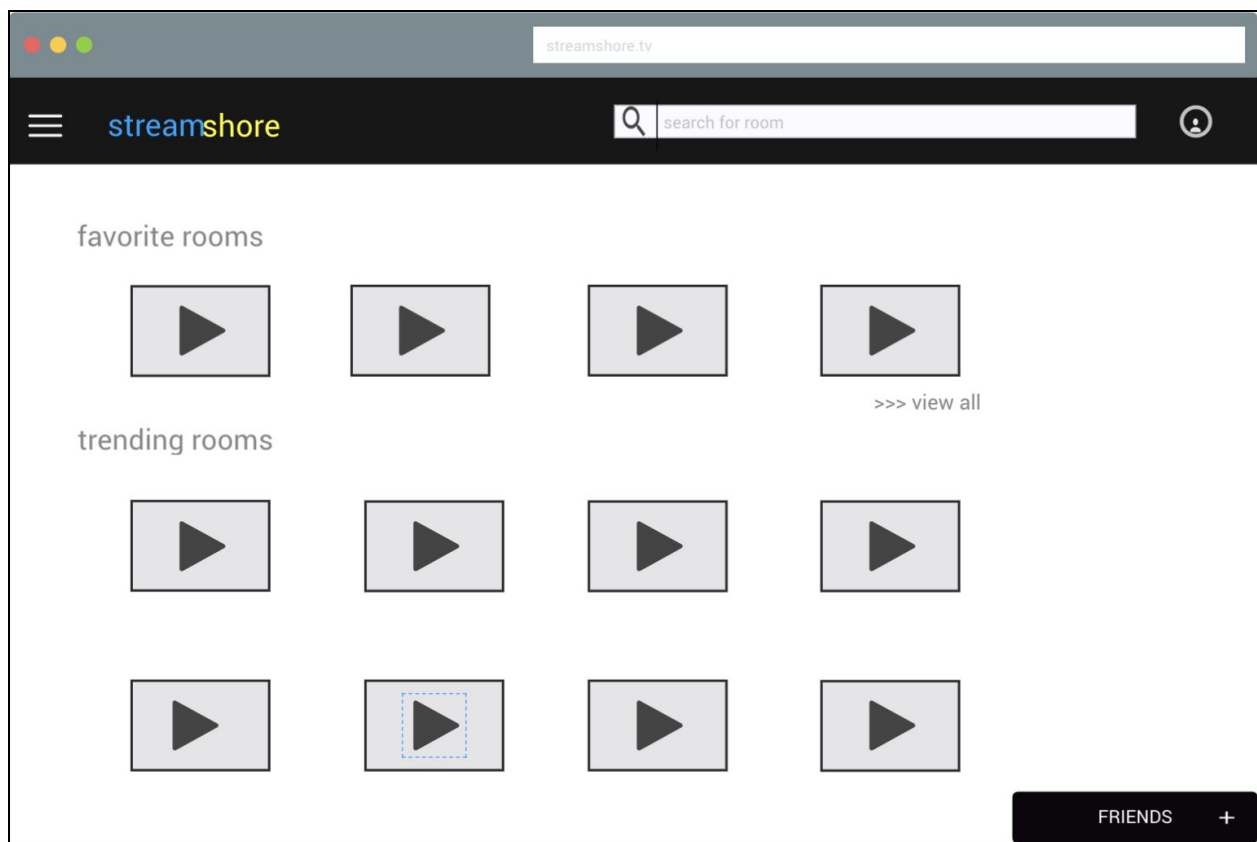 streamshore.tv
streamshore
search for room
favorite rooms
>>> view all
trending rooms
FRIENDS +